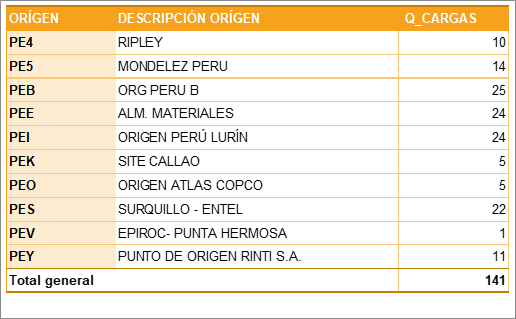 ORÍGEN DESCRIPCIÓN ORÍGEN Q_CARGAS
PE4 RIPLEY 10
PE5 MONDELEZ PERU 14
PEB ORG PERU B 25
PEE ALM. MATERIALES 24
PEI ORIGEN PERÚ LURÍN 24
PEK SITE CALLAO 5
PEO ORIGEN ATLAS COPCO 5
PES SURQUILLO - ENTEL 22
PEV EPIROC- PUNTA HERMOSA 1
PEY PUNTO DE ORIGEN RINTI S.A. 11
Total general 141